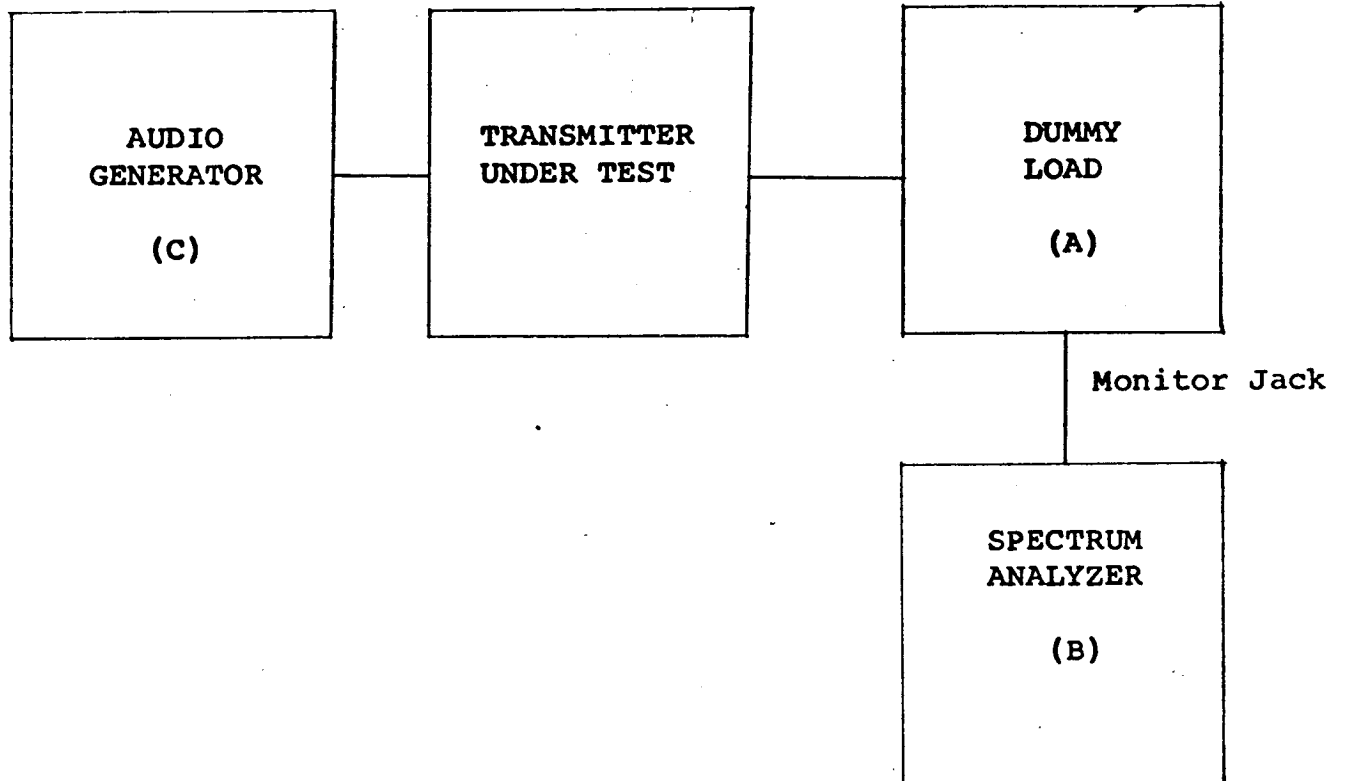 AUDIO
GENERATOR
(C)
TRANSMITTER
UNDER TEST
DUMMY
LOAD
(A)
Monitor Jack
SPECTRUM
ANALYZER
(B)